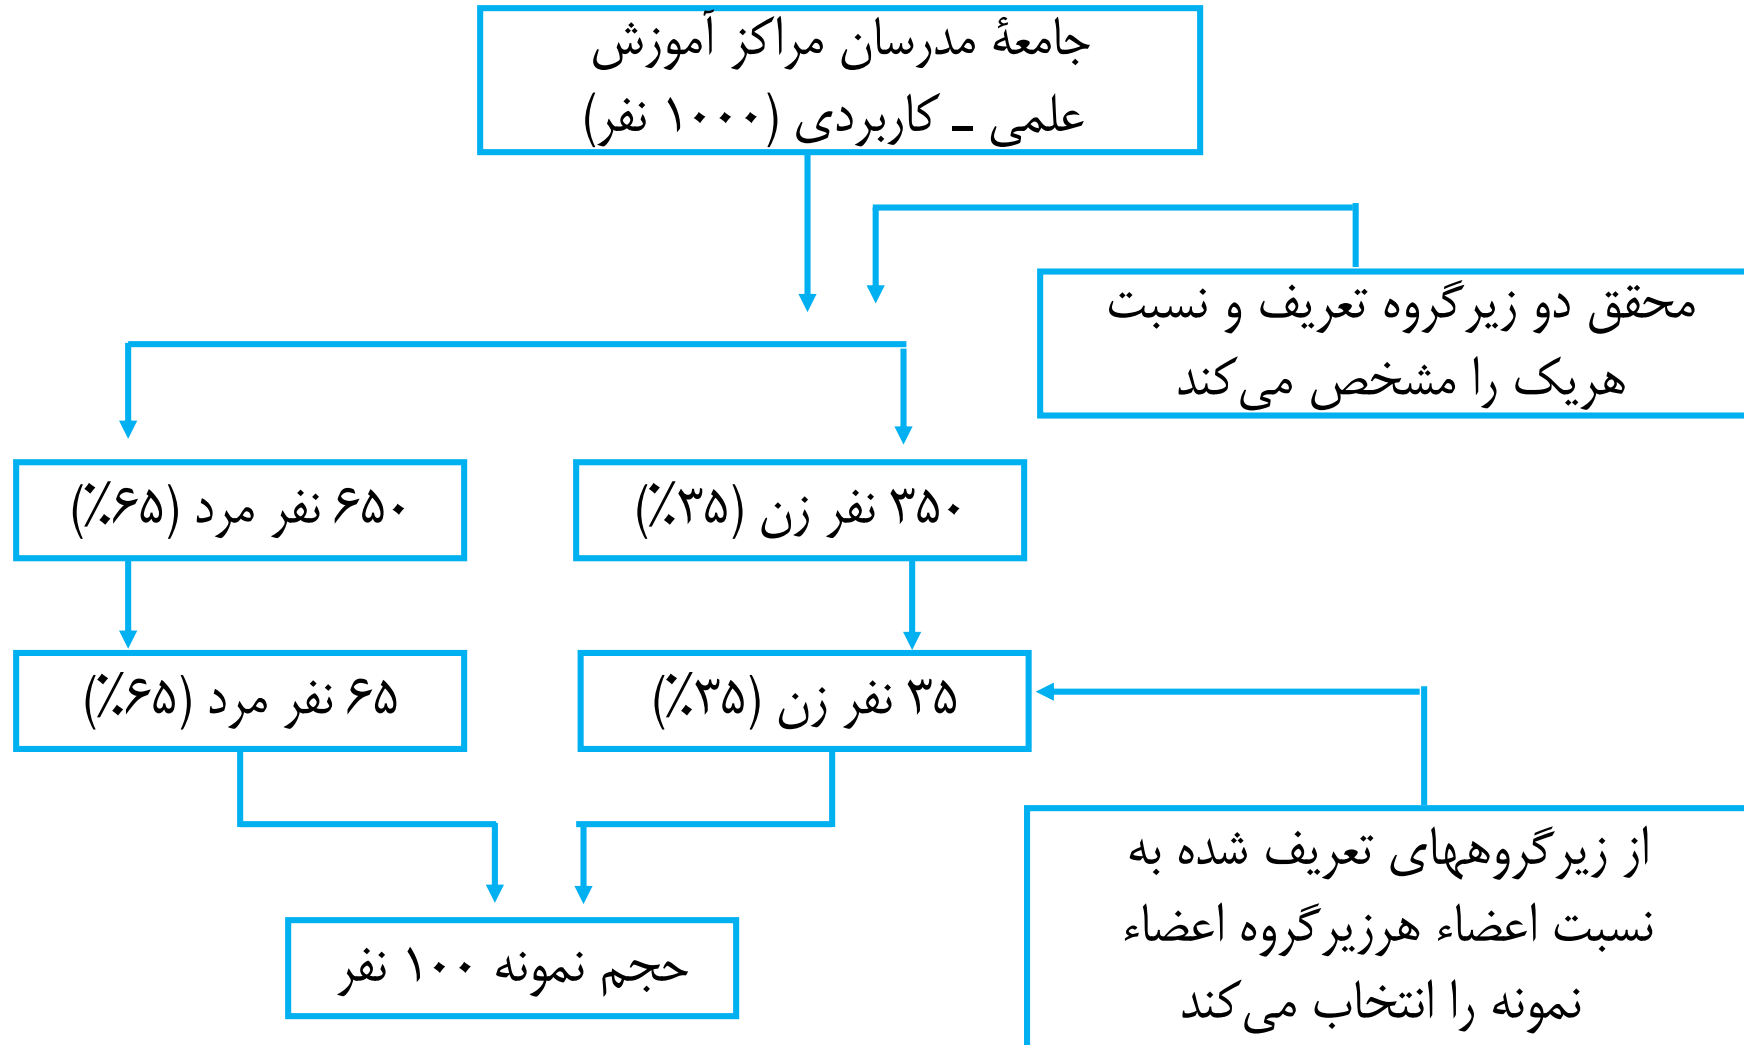 جامعهٔ مدرسان مراکز آموزش
علمی ـ کاربردی (۱۰۰۰ نفر)
محقق دو زیرگروه تعریف و نسبت
هریک را مشخص می‌کند
۳۵۰ نفر زن (۳۵٪)
۶۵۰ نفر مرد (۶۵٪)
۳۵ نفر زن (۳۵٪)
۶۵ نفر مرد (۶۵٪)
از زیرگروههای تعریف شده به
نسبت اعضاء هرزیرگروه اعضاء
نمونه را انتخاب می‌کند
حجم نمونه ۱۰۰ نفر